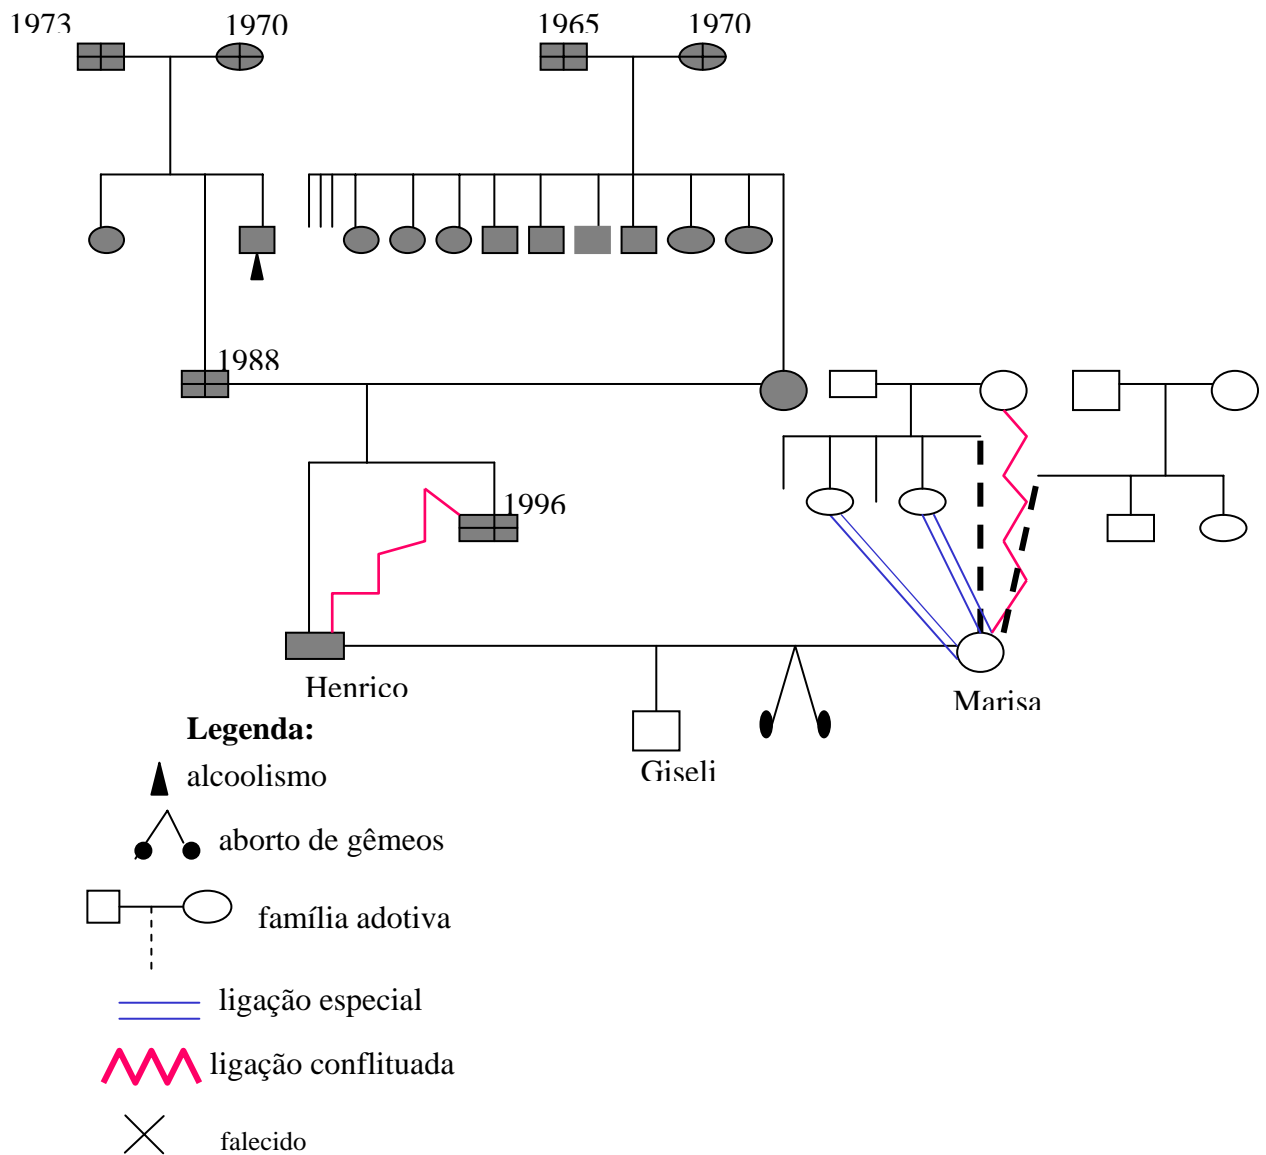 1973
1970
1965
1970
1988
1996
Henrico
Marisa
Giseli
Legenda:
alcoolismo
aborto de gêmeos
família adotiva
ligação especial
ligação conflituada
falecido